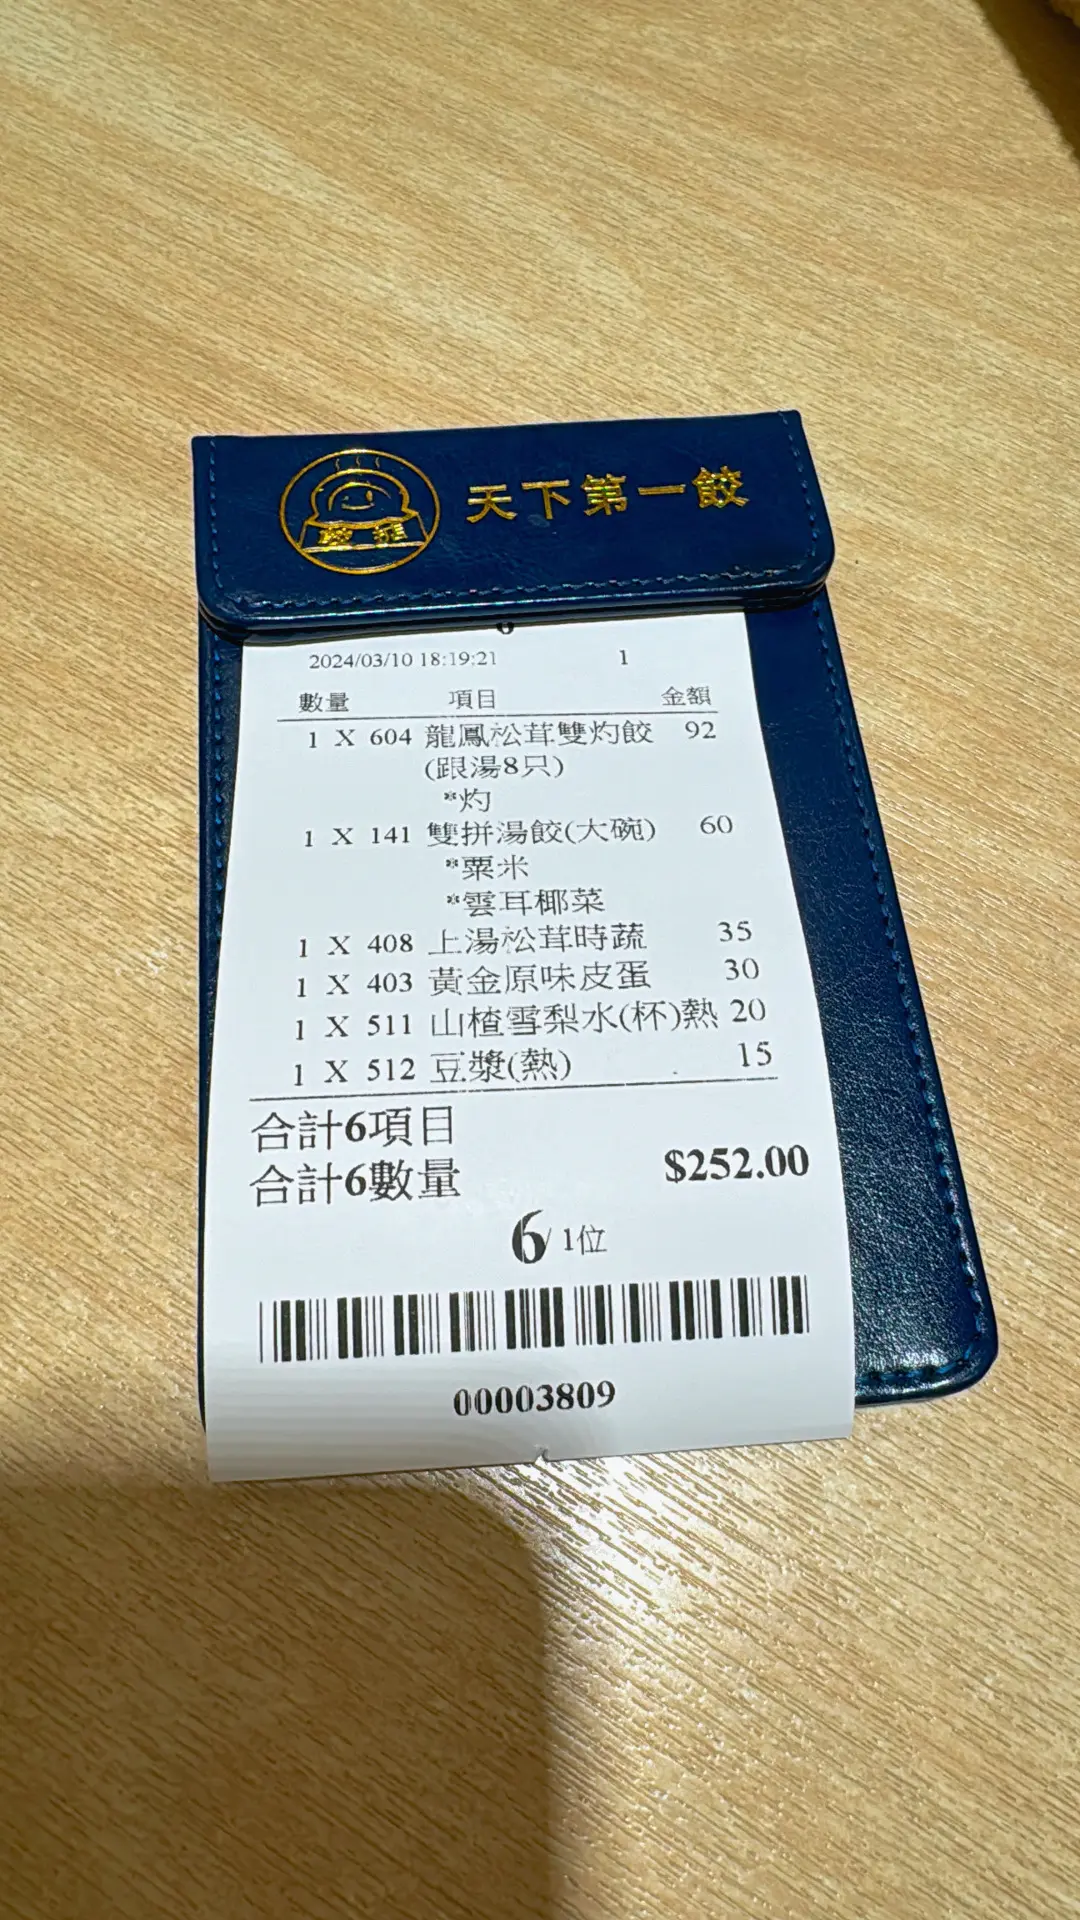 天下第一餃
2024/03/10 18:19:21 1
數量 項目 金額
1 X 604 龍鳳松茸雙灼餃 92
(跟湯8只)
*灼
1 X 141 雙拼湯餃(大碗) 60
*粟米
*雲耳椰菜
1 X 408 上湯松茸時蔬 35
1 X 403 黃金原味皮蛋 30
1 X 511 山楂雪梨水(杯)熱 20
1 X 512 豆漿(熱) 15
合計6項目
合計6數量 $252.00
6/ 1位
00003809